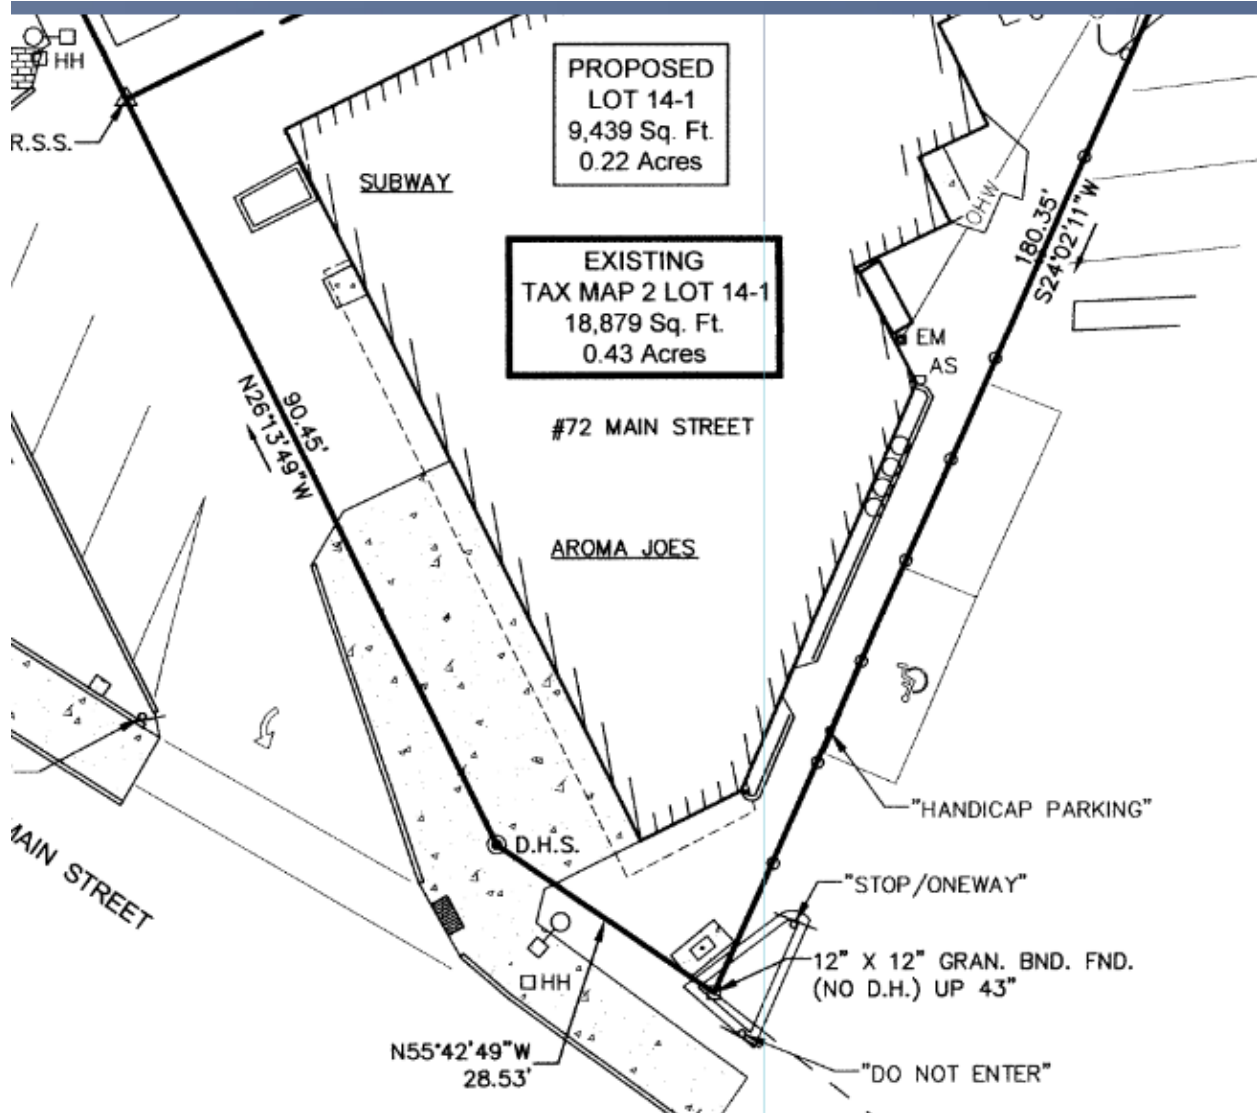 HH
R.S.S.
PROPOSED
LOT 14-1
9,439 Sq. Ft.
0.22 Acres
SUBWAY
OHW
180.35'
S24°02'11"W
EXISTING
TAX MAP 2 LOT 14-1
18,879 Sq. Ft.
0.43 Acres
EM
AS
90.45'
N26°13'49"W
#72 MAIN STREET
AROMA JOES
"HANDICAP PARKING"
D.H.S.
MAIN STREET
"STOP/ONEWAY"
12" X 12" GRAN. BND. FND.
(NO D.H.) UP 43"
HH
N55°42'49"W
28.53'
"DO NOT ENTER"